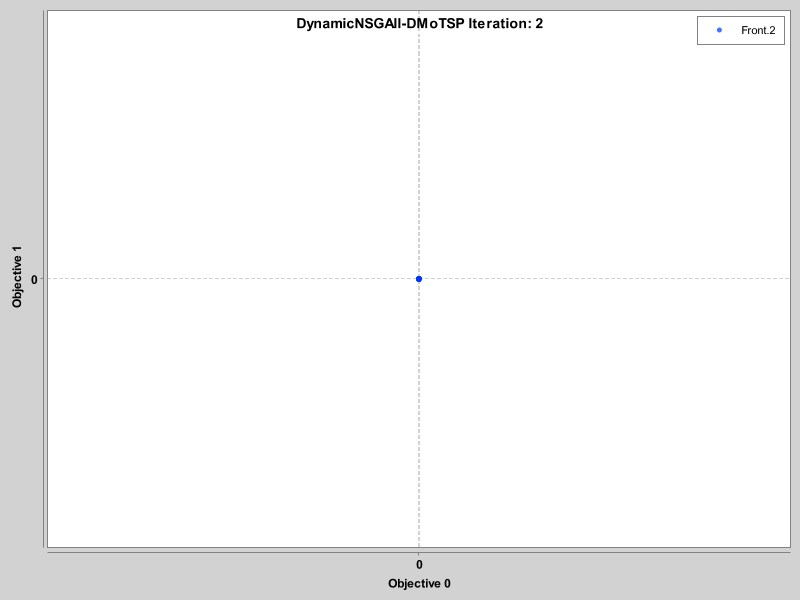 DynamicNSGAII-DMoTSP Iteration: 2
Front.2
Objective 1
0
0
Objective 0